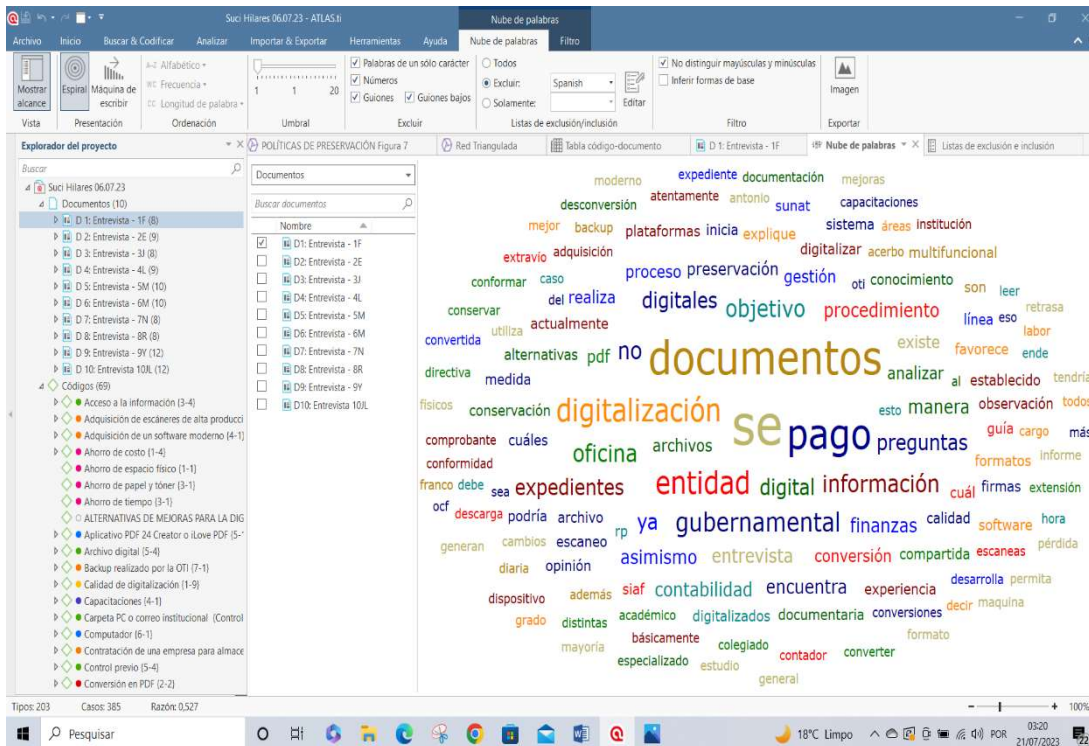 Suci Hilares 06.07.23 - ATLAS.ti
Nube de palabras
Archivo Inicio Buscar & Codificar Analizar Importar & Exportar Herramientas Ayuda Nube de palabras Filtro
Mostrar alcance
Espiral
Máquina de escribir
A-Z Alfabético
Frecuencia
Longitud de palabra
1 1 20
Palabras de un sólo carácter
Números
Guiones Guiones bajos
Todos
Excluir: Spanish
Solamente:
Editar
No distinguir mayúsculas y minúsculas
Inferir formas de base
Imagen
Vista Presentación Ordenación Umbral Excluir Listas de exclusión/inclusión Filtro Exportar
Explorador del proyecto
POLÍTICAS DE PRESERVACIÓN Figura 7 Red Triangulada Tabla código-documento D 1: Entrevista - 1F Nube de palabras Listas de exclusión e inclusión
Buscar
Suci Hilares 06.07.23
Documentos (10)
D 1: Entrevista - 1F (8)
D 2: Entrevista - 2E (9)
D 3: Entrevista - 3J (8)
D 4: Entrevista - 4L (9)
D 5: Entrevista - 5M (10)
D 6: Entrevista - 6M (10)
D 7: Entrevista - 7N (8)
D 8: Entrevista - 8R (8)
D 9: Entrevista - 9Y (12)
D 10: Entrevista 10JL (12)
Códigos (69)
Acceso a la información {3-4}
Adquisición de escáneres de alta producci
Adquisición de un software moderno {4-1}
Ahorro de costo {1-4}
Ahorro de espacio físico {1-1}
Ahorro de papel y tóner {3-1}
Ahorro de tiempo {3-1}
ALTERNATIVAS DE MEJORAS PARA LA DIG
Aplicativo PDF 24 Creator o iLove PDF {5-
Archivo digital {5-4}
Backup realizado por la OTI {7-1}
Calidad de digitalización {1-9}
Capacitaciones {4-1}
Carpeta PC o correo institucional (Control
Computador {6-1}
Contratación de una empresa para almace
Control previo {5-4}
Conversión en PDF {2-2}
Documentos
Buscar documentos
Nombre
D1: Entrevista - 1F
D2: Entrevista - 2E
D3: Entrevista - 3J
D4: Entrevista - 4L
D5: Entrevista - 5M
D6: Entrevista - 6M
D7: Entrevista - 7N
D8: Entrevista - 8R
D9: Entrevista - 9Y
D10: Entrevista 10JL
moderno expediente documentación mejoras
desconversión atentamente antonio sunat capacitaciones
mejor backup plataformas inicia explique sistema áreas institución
extravío adquisición digitalizar acerbo multifuncional
conformar caso proceso preservación gestión oti conocimiento son leer
conservar del realiza digitales objetivo procedimiento línea eso retrasa
convertida utiliza actualmente existe favorece ende labor
alternativas pdf no documentos analizar
directiva medida al establecido tendría
físicos conservación digitalización se pago preguntas esto manera observación todos
comprobante cuáles oficina archivos guía cargo más
conformidad formatos informe
franco debe sea expedientes entidad digital información cuál firmas extensión
ocf descarga podría archivo rp ya gubernamental finanzas calidad software hora
generan cambios escaneo asimismo entrevista conversión compartida escaneas pérdida
diaria opinión
dispositivo además siaf contabilidad encuentra experiencia desarrolla permita
grado distintas académico digitalizados documentaria conversiones decir maquina
mayoría básicamente colegiado contador converter formato
especializado estudio
general
Tipos: 203 Casos: 385 Razón: 0,527
100%
Pesquisar
18°C Limpo
POR
03:20
21/07/2023